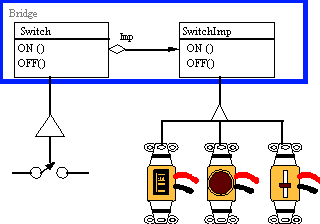 Bridge
Switch
Imp
SwitchImp
ON ()
OFF()
ON ()
OFF()